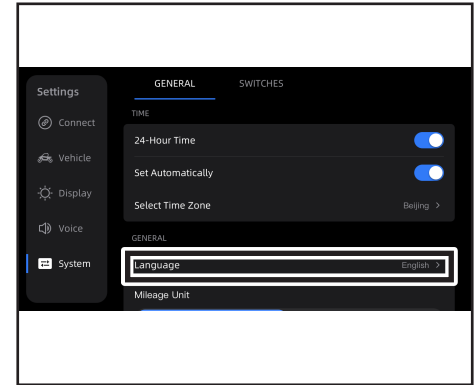 Settings
Connect
Vehicle
Display
Voice
System
GENERAL SWITCHES
TIME
24-Hour Time
Set Automatically
Select Time Zone Beijing >
GENERAL
Language English >
Mileage Unit